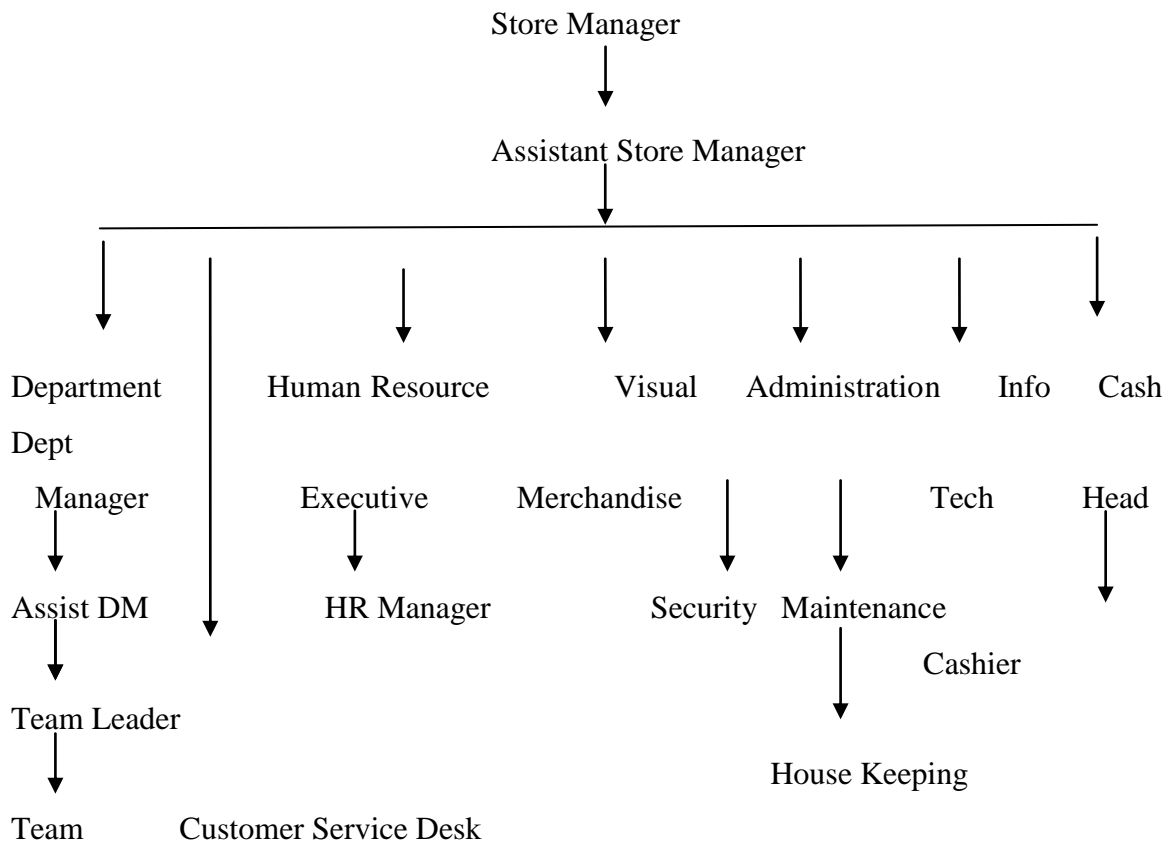 Store Manager
Assistant Store Manager
Department Human Resource Visual Administration Info Cash
Dept
Manager Executive Merchandise Tech Head
Assist DM HR Manager Security Maintenance
Cashier
Team Leader
House Keeping
Team Customer Service Desk